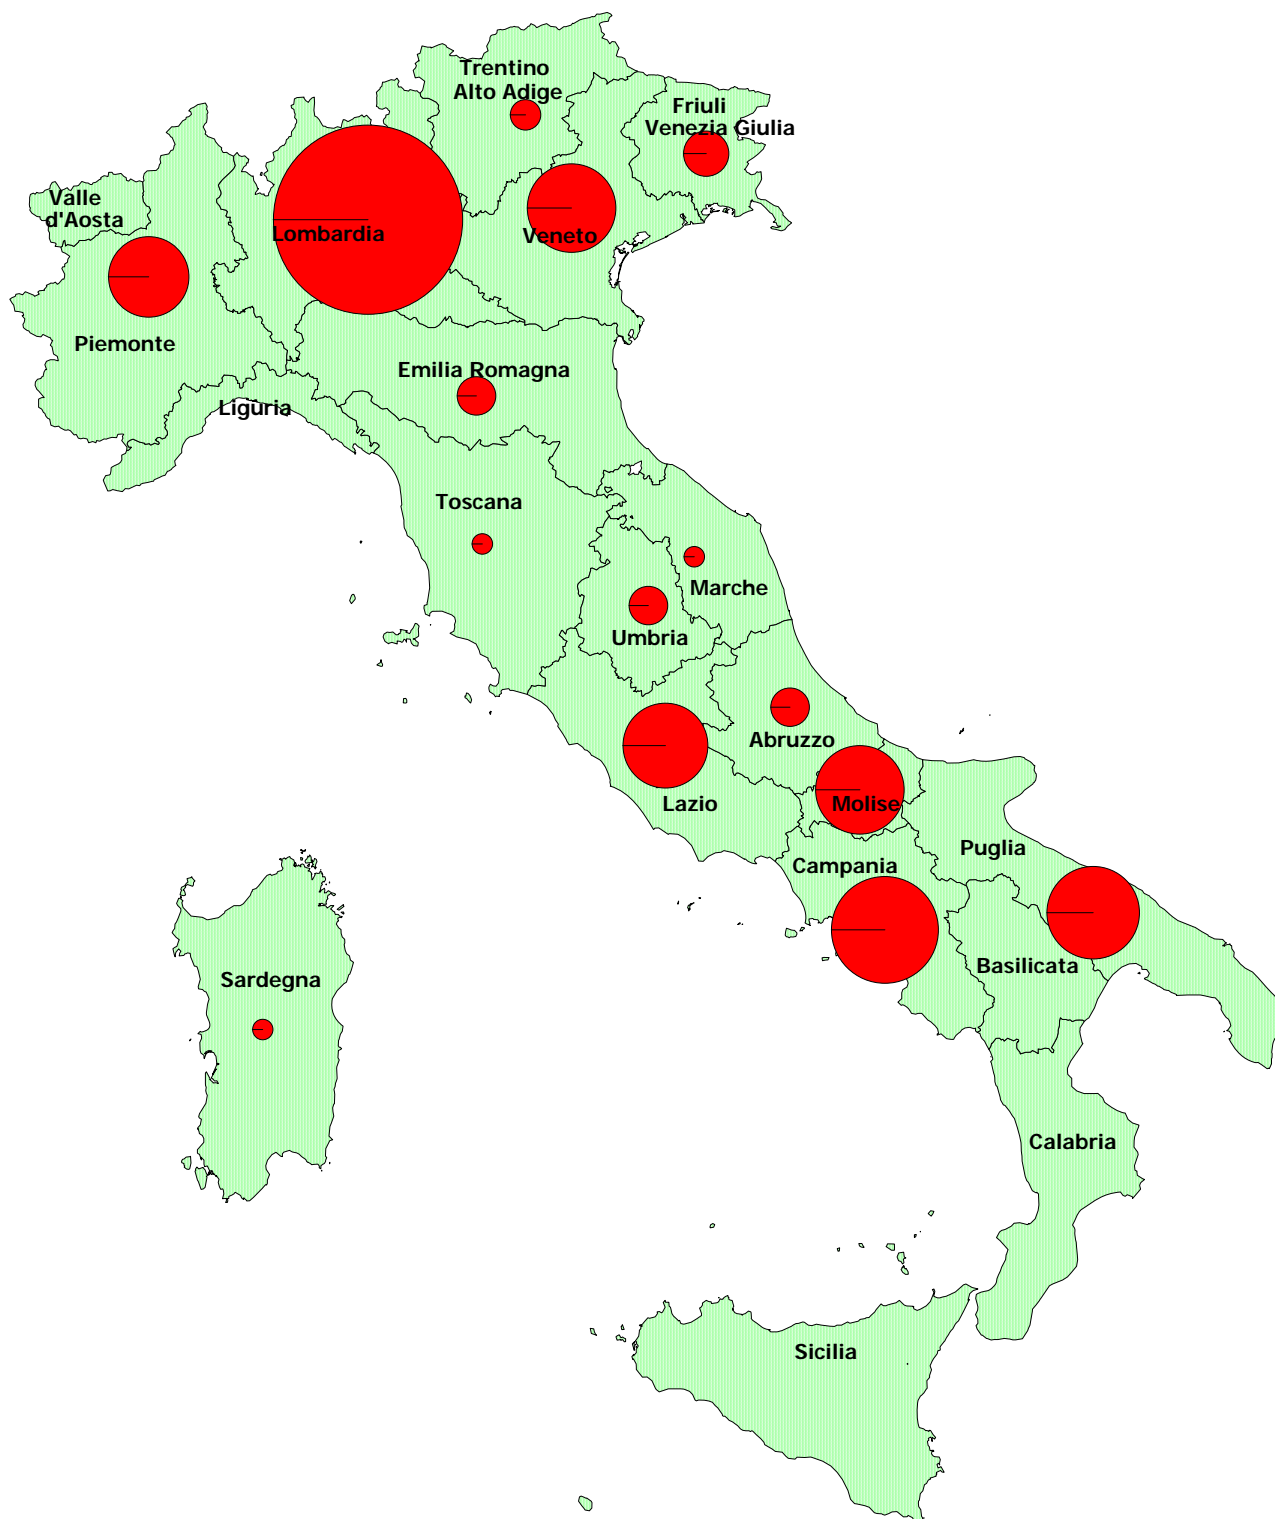 Trentino
Alto Adige
Friuli
Venezia Giulia
Valle
d'Aosta
Lombardia
Veneto
Piemonte
Emilia Romagna
Liguria
Toscana
Marche
Umbria
Abruzzo
Lazio
Molise
Puglia
Campania
Basilicata
Sardegna
Calabria
Sicilia